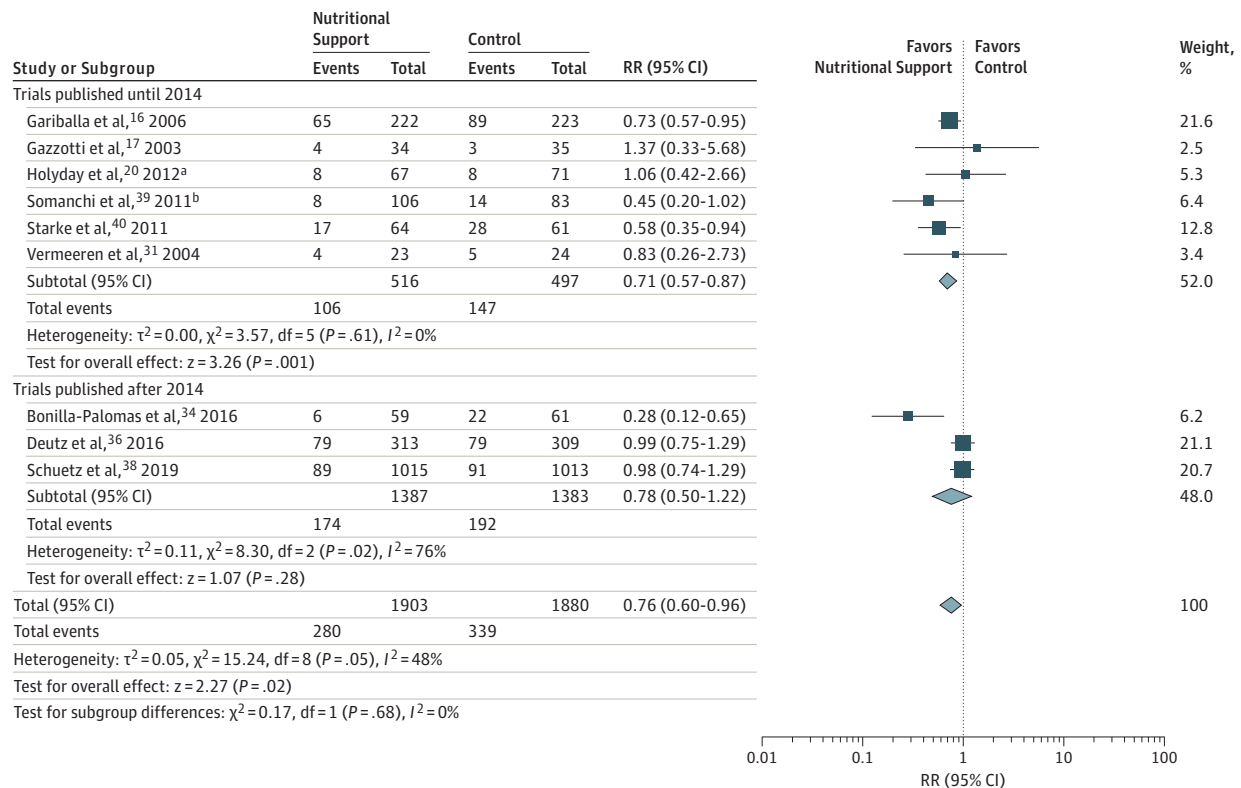 Nutritional Support Control Favors Nutritional Support Favors Control Weight, %
Study or Subgroup Events Total Events Total RR (95% CI)
Trials published until 2014
Gariballa et al,16 2006 65 222 89 223 0.73 (0.57-0.95) 21.6
Gazzotti et al,17 2003 4 34 3 35 1.37 (0.33-5.68) 2.5
Holyday et al,20 2012a 8 67 8 71 1.06 (0.42-2.66) 5.3
Somanchi et al,39 2011b 8 106 14 83 0.45 (0.20-1.02) 6.4
Starke et al,40 2011 17 64 28 61 0.58 (0.35-0.94) 12.8
Vermeeren et al,31 2004 4 23 5 24 0.83 (0.26-2.73) 3.4
Subtotal (95% CI) 516 497 0.71 (0.57-0.87) 52.0
Total events 106 147
Heterogeneity: τ2=0.00, χ2=3.57, df=5 (P=.61), I2=0%
Test for overall effect: z=3.26 (P=.001)
Trials published after 2014
Bonilla-Palomas et al,34 2016 6 59 22 61 0.28 (0.12-0.65) 6.2
Deutz et al,36 2016 79 313 79 309 0.99 (0.75-1.29) 21.1
Schuetz et al,38 2019 89 1015 91 1013 0.98 (0.74-1.29) 20.7
Subtotal (95% CI) 1387 1383 0.78 (0.50-1.22) 48.0
Total events 174 192
Heterogeneity: τ2=0.11, χ2=8.30, df=2 (P=.02), I2=76%
Test for overall effect: z=1.07 (P=.28)
Total (95% CI) 1903 1880 0.76 (0.60-0.96) 100
Total events 280 339
Heterogeneity: τ2=0.05, χ2=15.24, df=8 (P=.05), I2=48%
Test for overall effect: z=2.27 (P=.02)
Test for subgroup differences: χ2=0.17, df=1 (P=.68), I2=0%
0.01 0.1 1 10 100
RR (95% CI)